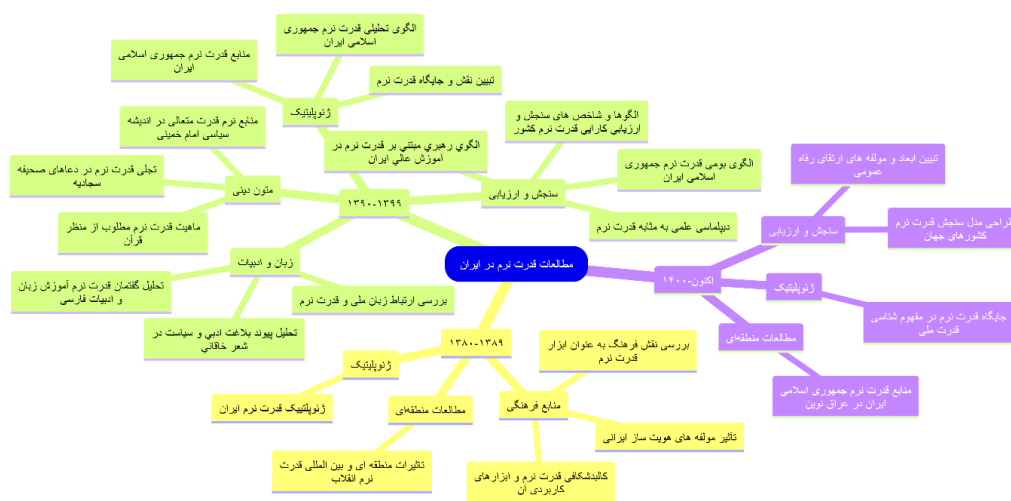 مطالعات قدرت نرم در ایران
۱۳۸۰-۱۳۸۹
ژئوپلیتیک
ژئوپلتییک قدرت نرم ایران
مطالعات منطقه‌ای
تاثیرات منطقه ای و بین المللی قدرت
نرم انقلاب
منابع فرهنگی
بررسی نقش فرهنگ به عنوان ابزار
قدرت نرم
تأثیر مولفه های هویت ساز ایرانی
کالبدشکافی قدرت نرم و ابزارهای
کاربردی آن
۱۳۹۰-۱۳۹۹
ژئوپلیتیک
الگوی تحلیلی قدرت نرم جمهوری
اسلامی ایران
منابع قدرت نرم جمهوری اسلامی
ایران
تبیین نقش و جایگاه قدرت نرم
متون دینی
منابع نرم قدرت متعالی در اندیشه
سیاسی امام خمینی
تجلی قدرت نرم در دعاهای صحیفه
سجادیه
ماهیت قدرت نرم مطلوب از منظر
قرآن
زبان و ادبیات
تحلیل گفتمان قدرت نرم آموزش زبان
و ادبیات فارسی
تحلیل پیوند بلاغت ادبي و سیاست در
شعر خاقاني
بررسی ارتباط زبان ملی و قدرت نرم
سنجش و ارزیابی
الگوها و شاخص های سنجش و
ارزیابی کارایی قدرت نرم کشور
الگوي رهبري مبتني بر قدرت نرم در
آموزش عالي ایران
الگوی بومی قدرت نرم جمهوری
اسلامی ایران
دیپلماسی علمی به مثابه قدرت نرم
اکنون-۱۴۰۰
سنجش و ارزیابی
تبیین ابعاد و مولفه های ارتقای رفاه
عمومی
طراحی مدل سنجش قدرت نرم
کشورهای جهان
ژئوپلیتیک
جایگاه قدرت نرم در مفهوم شناسی
قدرت ملی
مطالعات منطقه‌ای
منابع قدرت نرم جمهوری اسلامی
ایران در عراق نوین